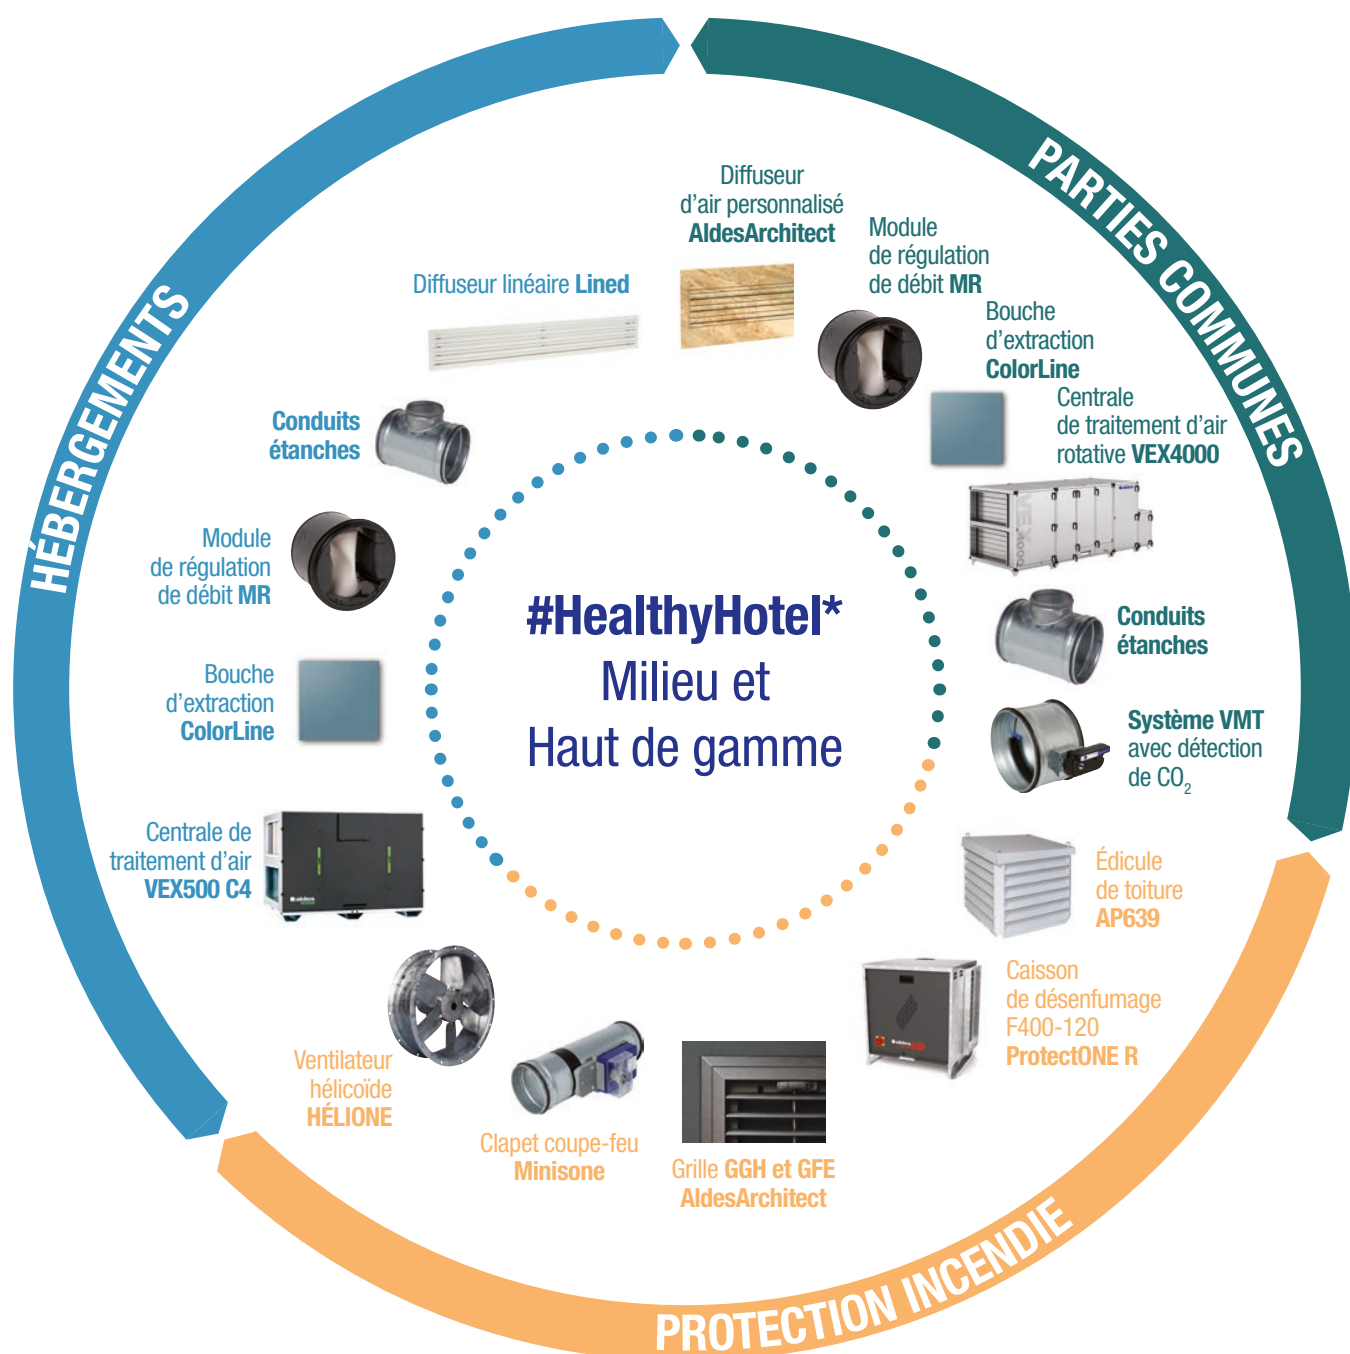 HÉBERGEMENTS
PARTIES COMMUNES
PROTECTION INCENDIE
#HealthyHotel*
Milieu et
Haut de gamme
Diffuseur linéaire Lined
Conduits
étanches
Module
de régulation
de débit MR
Bouche
d'extraction
ColorLine
Centrale de
traitement d'air
VEX500 C4
Diffuseur
d'air personnalisé
AldesArchitect
Module
de régulation
de débit MR
Bouche
d'extraction
ColorLine
Centrale
de traitement d'air
rotative VEX4000
Conduits
étanches
Système VMT
avec détection
de CO₂
Édicule
de toiture
AP639
Caisson
de désenfumage
F400-120
ProtectONE R
Grille GGH et GFE
AldesArchitect
Clapet coupe-feu
Minisone
Ventilateur
hélicoïde
HÉLIONE